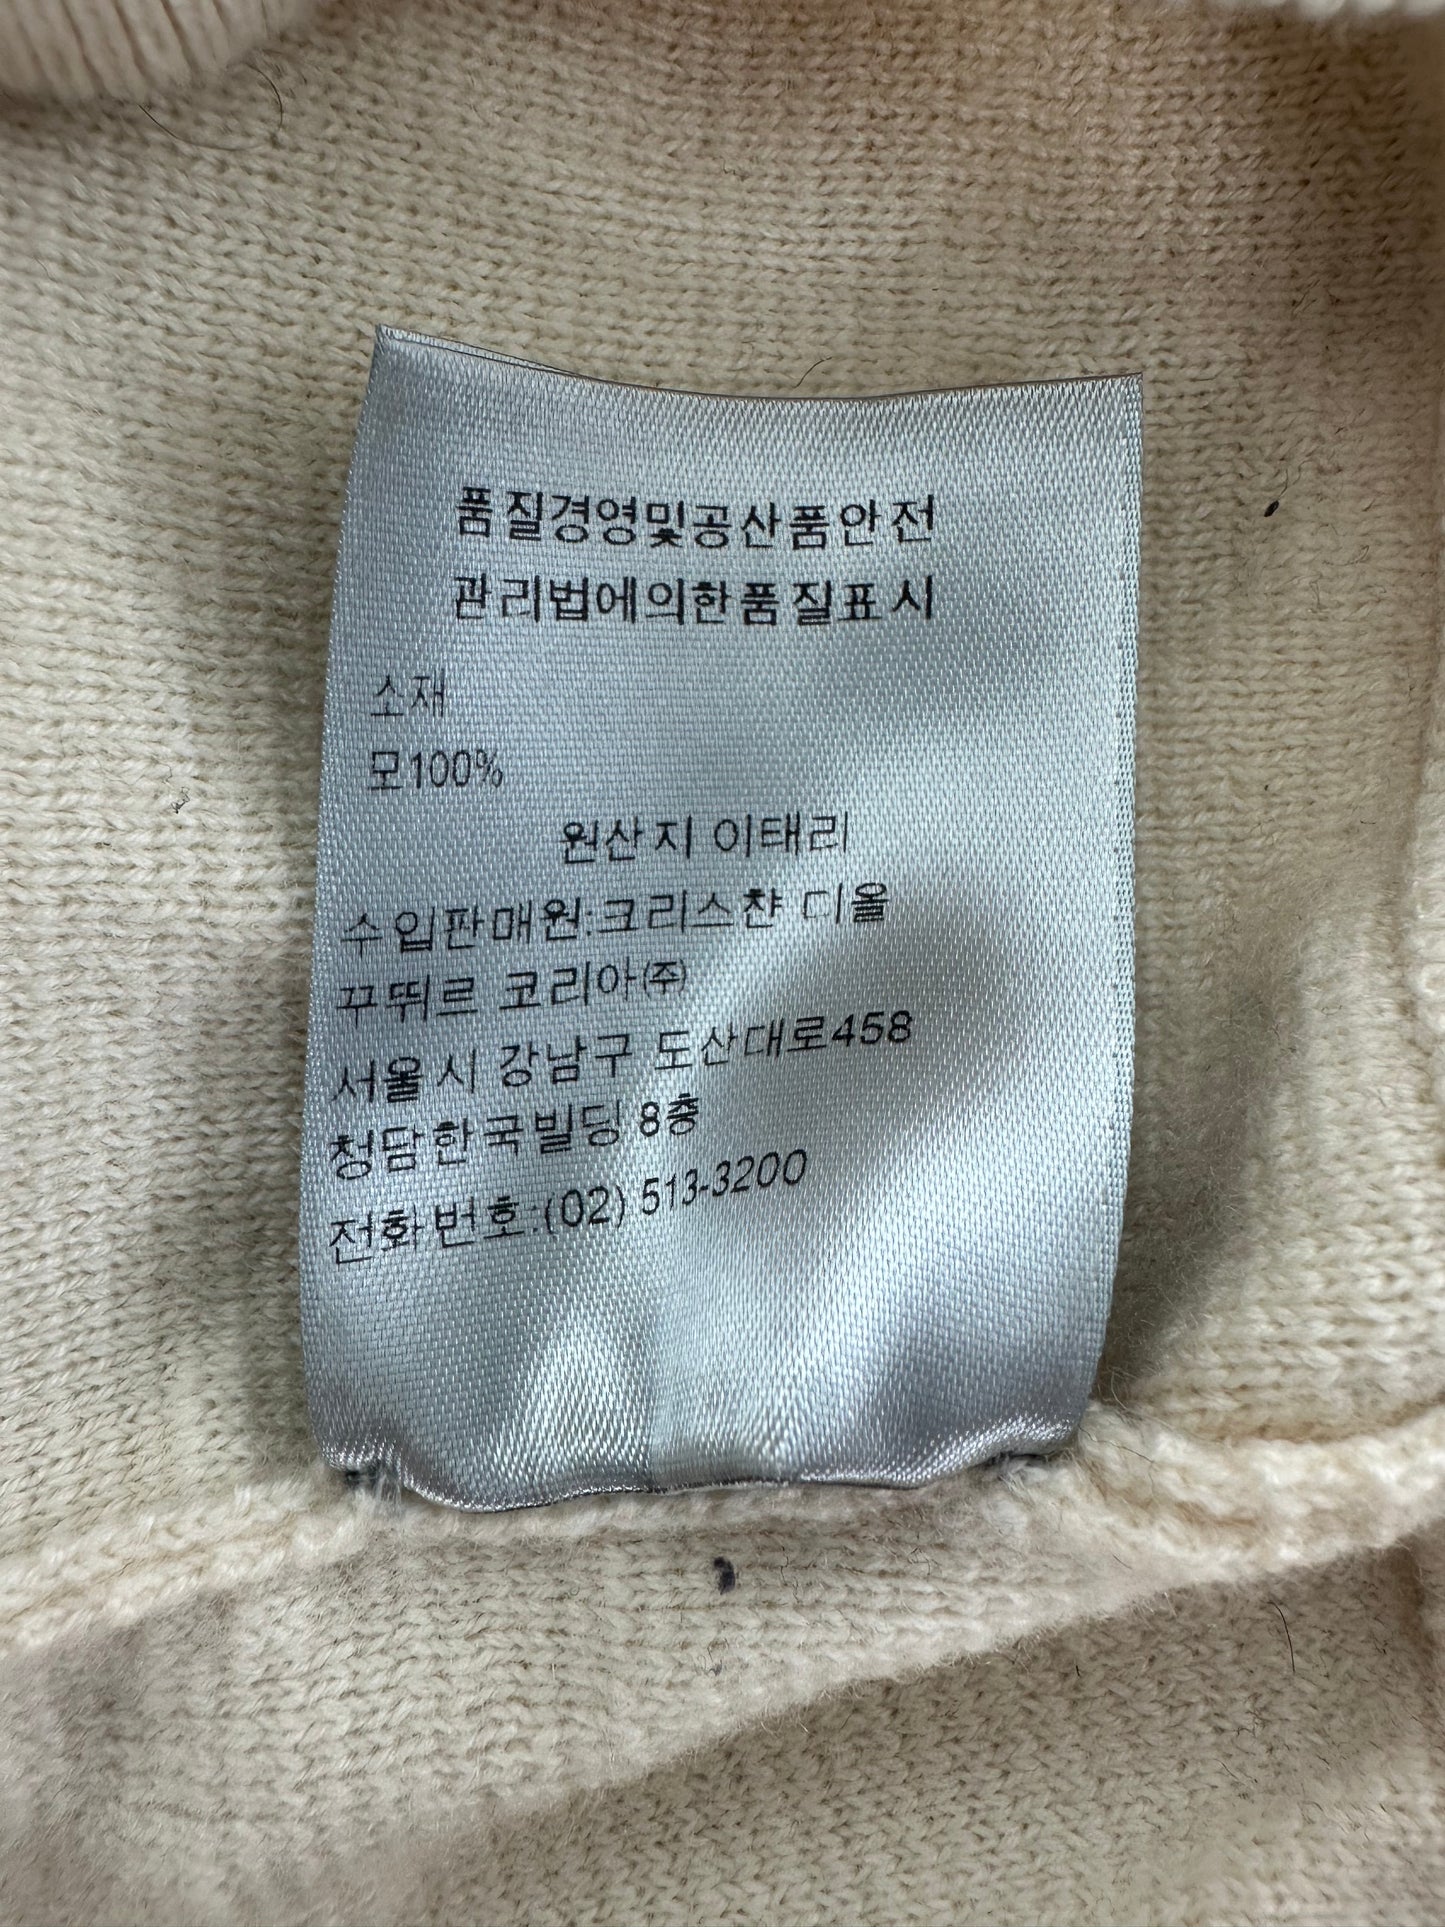 품질경영및공산품안전
관리법에의한품질표시
소재
모100%
원산지 이태리
수입판매원:크리스챤 디올
꾸뛰르 코리아(주)
서울시 강남구 도산대로458
청담한국빌딩 8층
전화번호:(02) 513-3200